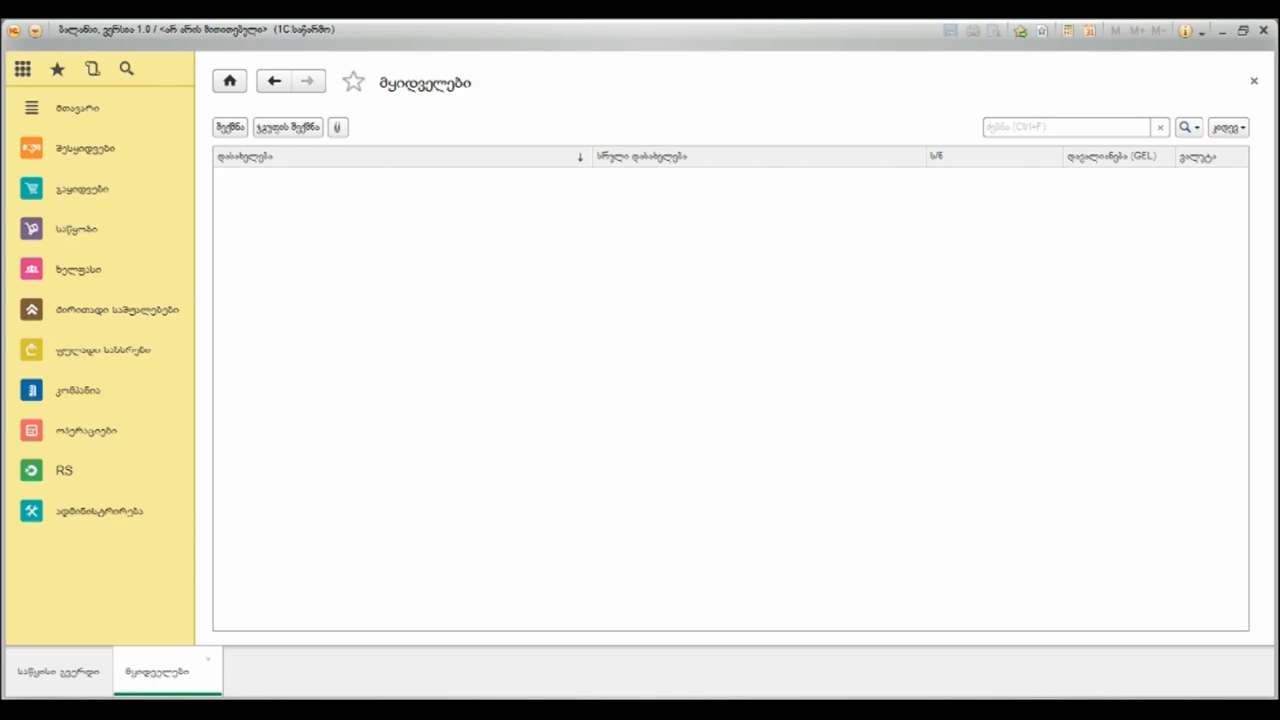 ბალანსი, ვერსია 1.0 / <არ არის მითითებული> (1C:საწარმო)
M M+ M-
მთავარი
შესყიდვები
გაყიდვები
საწყობი
ხელფასი
ძირითადი საშუალებები
ფულადი სახსრები
კომპანია
ოპერაციები
RS
ადმინისტრირება
მყიდველები
შექმნა ჯგუფის შექმნა
ძებნა (Ctrl+F) კიდევ
დასახელება სრული დასახელება ს/ნ დავალიანება (GEL) ვალუტა
საწყისი გვერდი მყიდველები